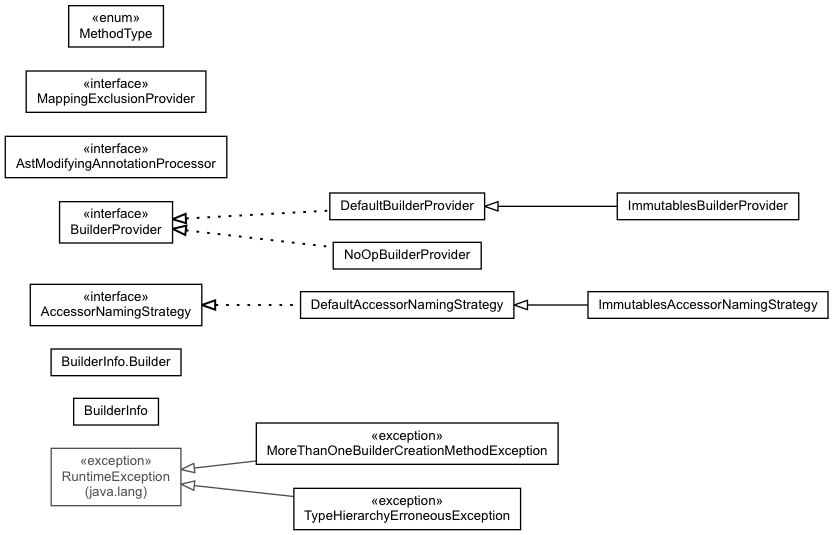 «enum»
MethodType
«interface»
MappingExclusionProvider
«interface»
AstModifyingAnnotationProcessor
«interface»
BuilderProvider
DefaultBuilderProvider
ImmutablesBuilderProvider
NoOpBuilderProvider
«interface»
AccessorNamingStrategy
DefaultAccessorNamingStrategy
ImmutablesAccessorNamingStrategy
BuilderInfo.Builder
BuilderInfo
«exception»
RuntimeException
(java.lang)
«exception»
MoreThanOneBuilderCreationMethodException
«exception»
TypeHierarchyErroneousException